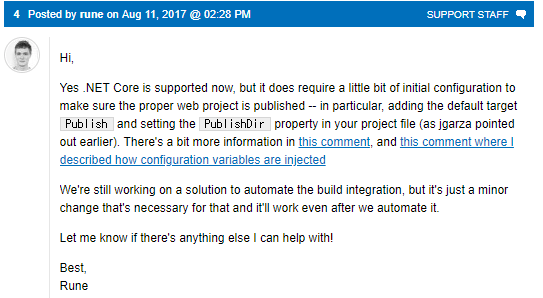 4 Posted by rune on Aug 11, 2017 @ 02:28 PM SUPPORT STAFF
Hi,
Yes .NET Core is supported now, but it does require a little bit of initial configuration to
make sure the proper web project is published -- in particular, adding the default target
Publish and setting the PublishDir property in your project file (as jgarza pointed
out earlier). There's a bit more information in this comment, and this comment where I
described how configuration variables are injected
We're still working on a solution to automate the build integration, but it's just a minor
change that's necessary for that and it'll work even after we automate it.
Let me know if there's anything else I can help with!
Best,
Rune